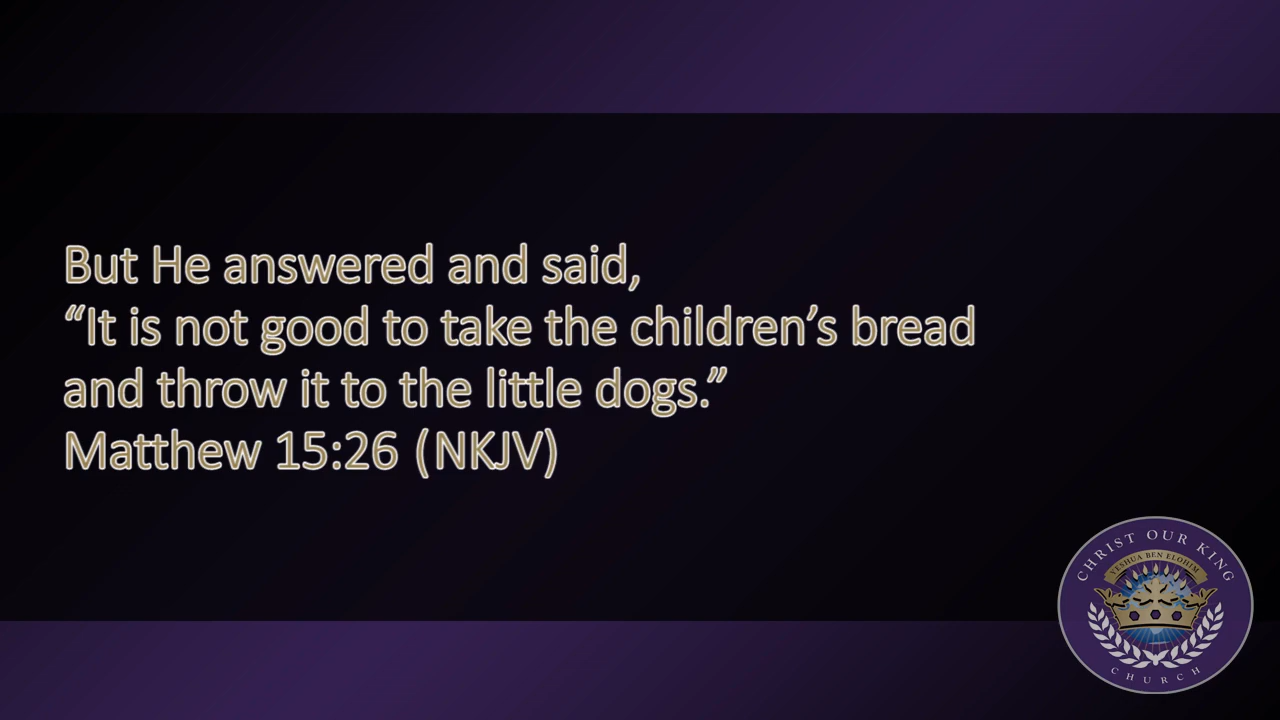 But He answered and said,
“It is not good to take the children’s bread
and throw it to the little dogs.”
Matthew 15:26 (NKJV)
CHRIST OUR KING
YESHUA BEN ELOHIM
CHURCH